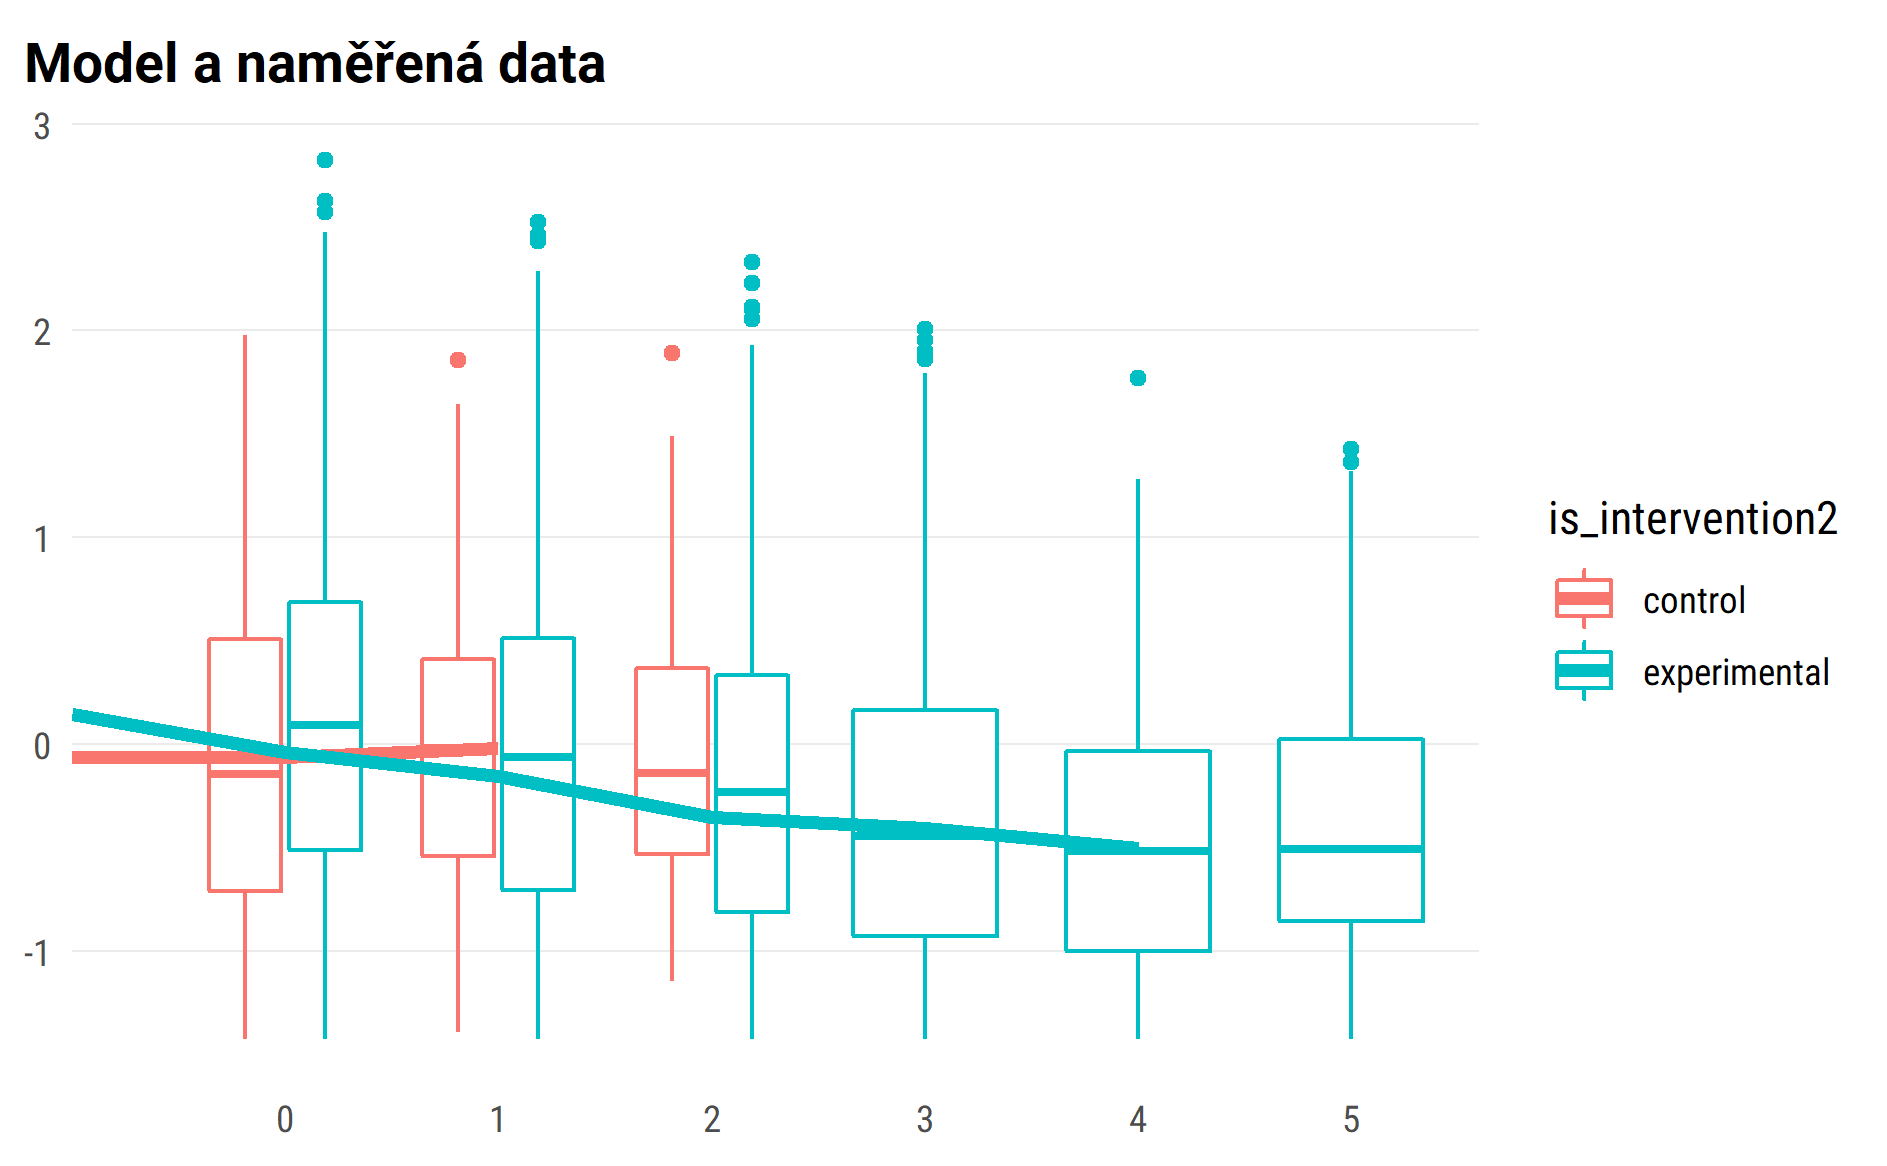 Model a naměřená data
3
2
1
0
-1
0 1 2 3 4 5
is_intervention2
control
experimental